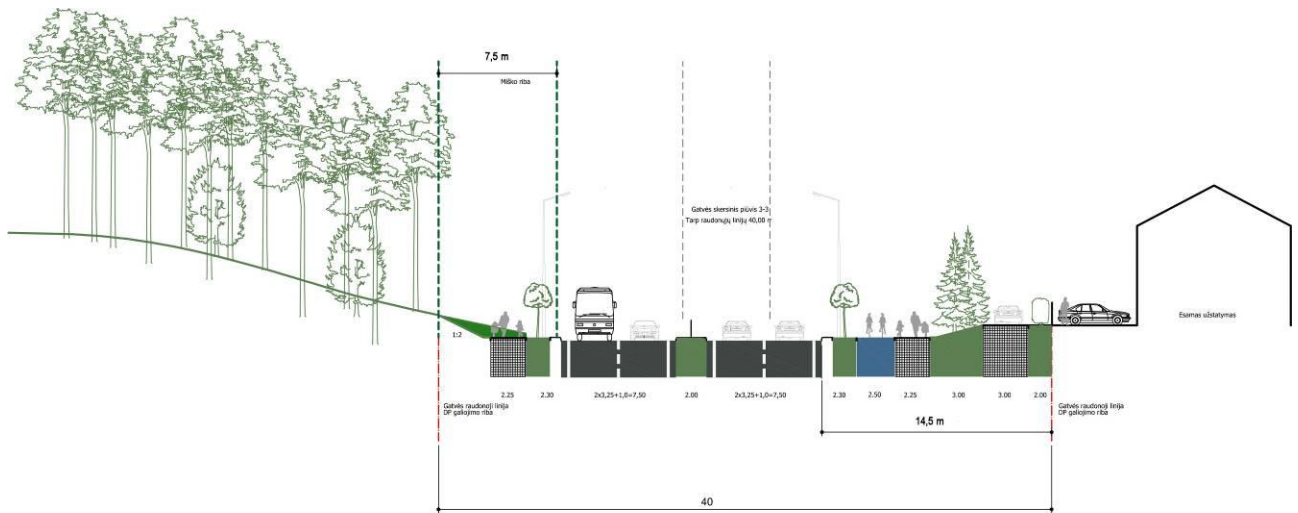 7,5 m
Miško riba
Gatvės skersinis pūvis 3-3
Tarp raudonųjų linijų 40,00 m
Esamas užstatymas
1:2
2.25
2.30
2x3,25+1,0=7,50
2.00
2x3,25+1,0=7,50
2.30
2.50
2.25
3.00
3.00
2.00
Gatvės raudonoji linija
DP galiojimo riba
14,5 m
Gatvės raudonoji linija
DP galiojimo riba
40